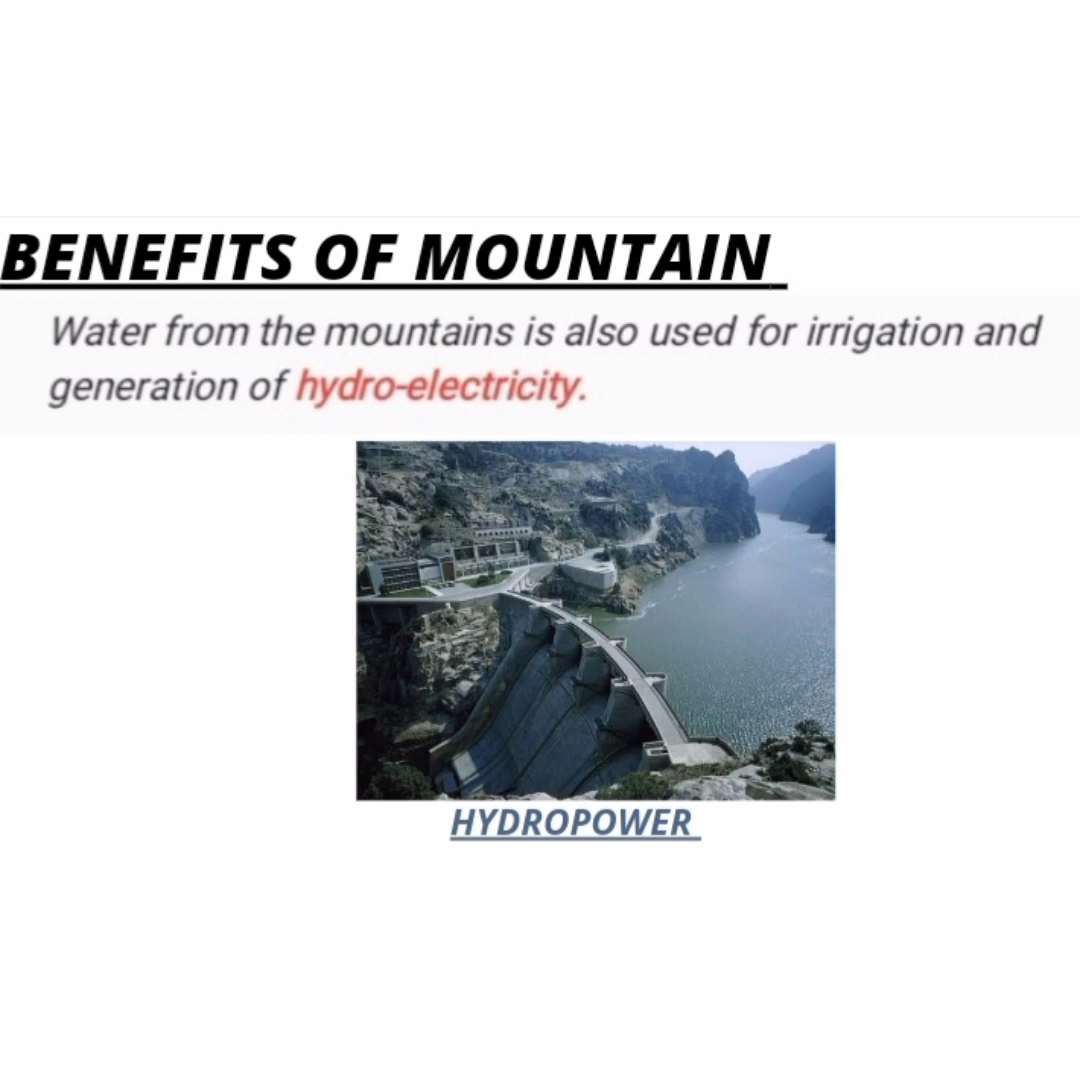 BENEFITS OF MOUNTAIN
Water from the mountains is also used for irrigation and
generation of hydro-electricity.
HYDROPOWER